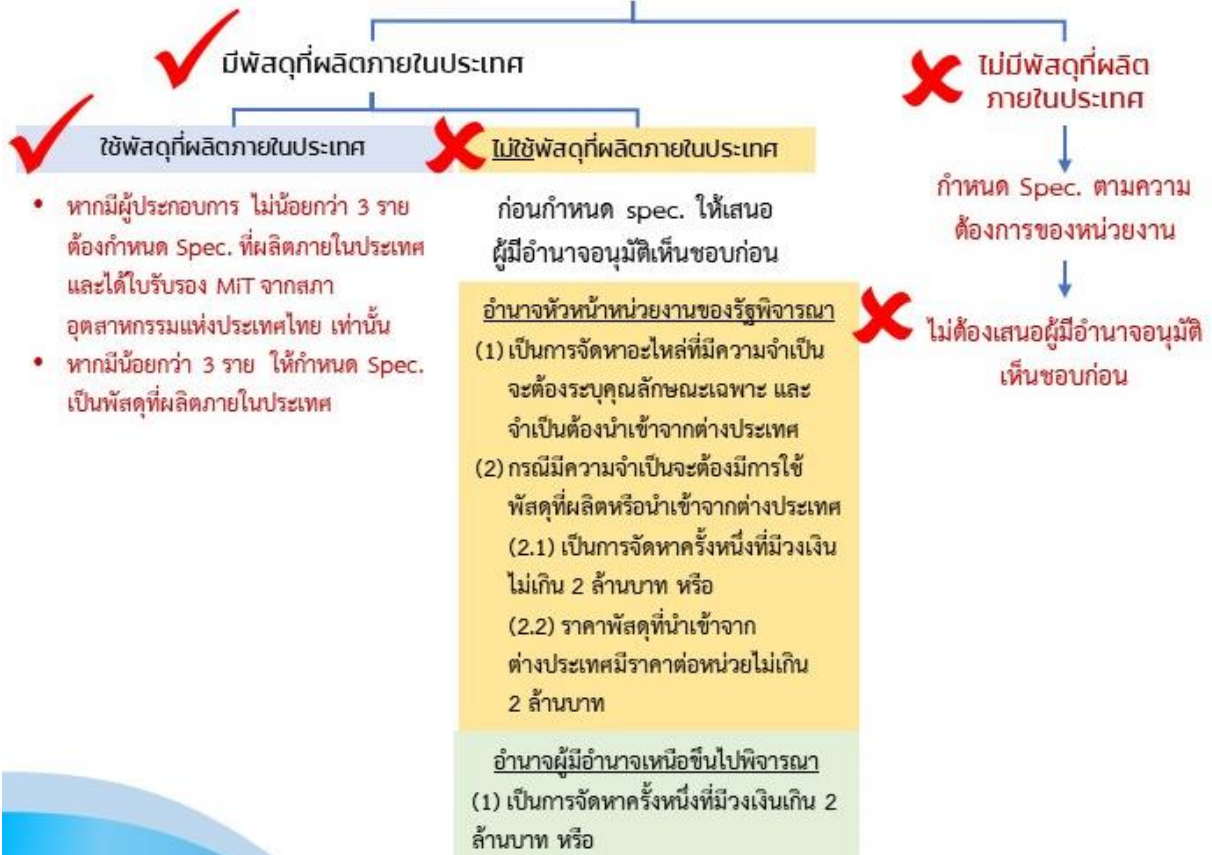 มีพัสดุที่ผลิตภายในประเทศ
ใช้พัสดุที่ผลิตภายในประเทศ
• หากมีผู้ประกอบการ ไม่น้อยกว่า 3 ราย
ต้องกำหนด Spec. ที่ผลิตภายในประเทศ
และได้ใบรับรอง MiT จากสภา
อุตสาหกรรมแห่งประเทศไทย เท่านั้น
• หากมีน้อยกว่า 3 ราย ให้กำหนด Spec.
เป็นพัสดุที่ผลิตภายในประเทศ
ไม่ใช้พัสดุที่ผลิตภายในประเทศ
ก่อนกำหนด spec. ให้เสนอ
ผู้มีอำนาจอนุมัติเห็นชอบก่อน
อำนาจหัวหน้าหน่วยงานของรัฐพิจารณา
(1) เป็นการจัดหาอะไหล่ที่มีความจำเป็น
จะต้องระบุคุณลักษณะเฉพาะ และ
จำเป็นต้องนำเข้าจากต่างประเทศ
(2) กรณีมีความจำเป็นจะต้องมีการใช้
พัสดุที่ผลิตหรือนำเข้าจากต่างประเทศ
(2.1) เป็นการจัดหาครั้งหนึ่งที่มีวงเงิน
ไม่เกิน 2 ล้านบาท หรือ
(2.2) ราคาพัสดุที่นำเข้าจาก
ต่างประเทศมีราคาต่อหน่วยไม่เกิน
2 ล้านบาท
อำนาจผู้มีอำนาจเหนือขึ้นไปพิจารณา
(1) เป็นการจัดหาครั้งหนึ่งที่มีวงเงินเกิน 2
ล้านบาท หรือ
ไม่มีพัสดุที่ผลิต
ภายในประเทศ
กำหนด Spec. ตามความ
ต้องการของหน่วยงาน
ไม่ต้องเสนอผู้มีอำนาจอนุมัติ
เห็นชอบก่อน